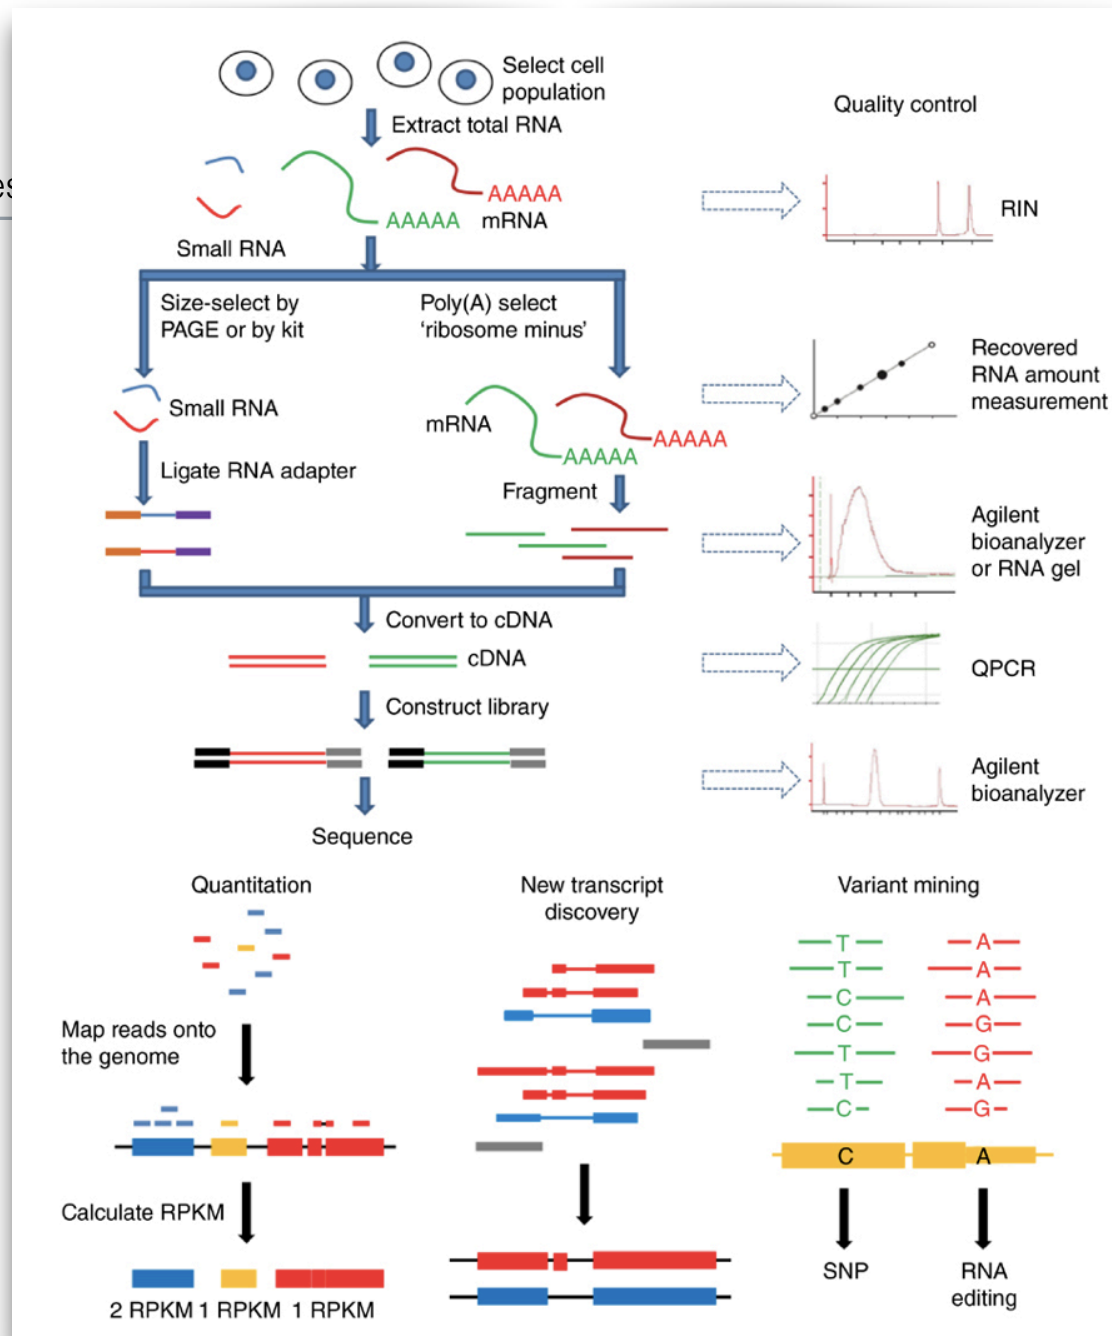 es
Select cell
population
Quality control
Extract total RNA
AAAAA
AAAAA
mRNA
RIN
Small RNA
Size-select by
PAGE or by kit
Poly(A) select
‘ribosome minus’
Recovered
RNA amount
measurement
Small RNA
mRNA
AAAAA
AAAAA
Ligate RNA adapter
Fragment
Agilent
bioanalyzer
or RNA gel
Convert to cDNA
cDNA
QPCR
Construct library
Agilent
bioanalyzer
Sequence
Quantitation
New transcript
discovery
Variant mining
T A
T A
C A
C G
T G
T A
C G
Map reads onto
the genome
C A
Calculate RPKM
SNP
RNA
editing
2 RPKM 1 RPKM 1 RPKM